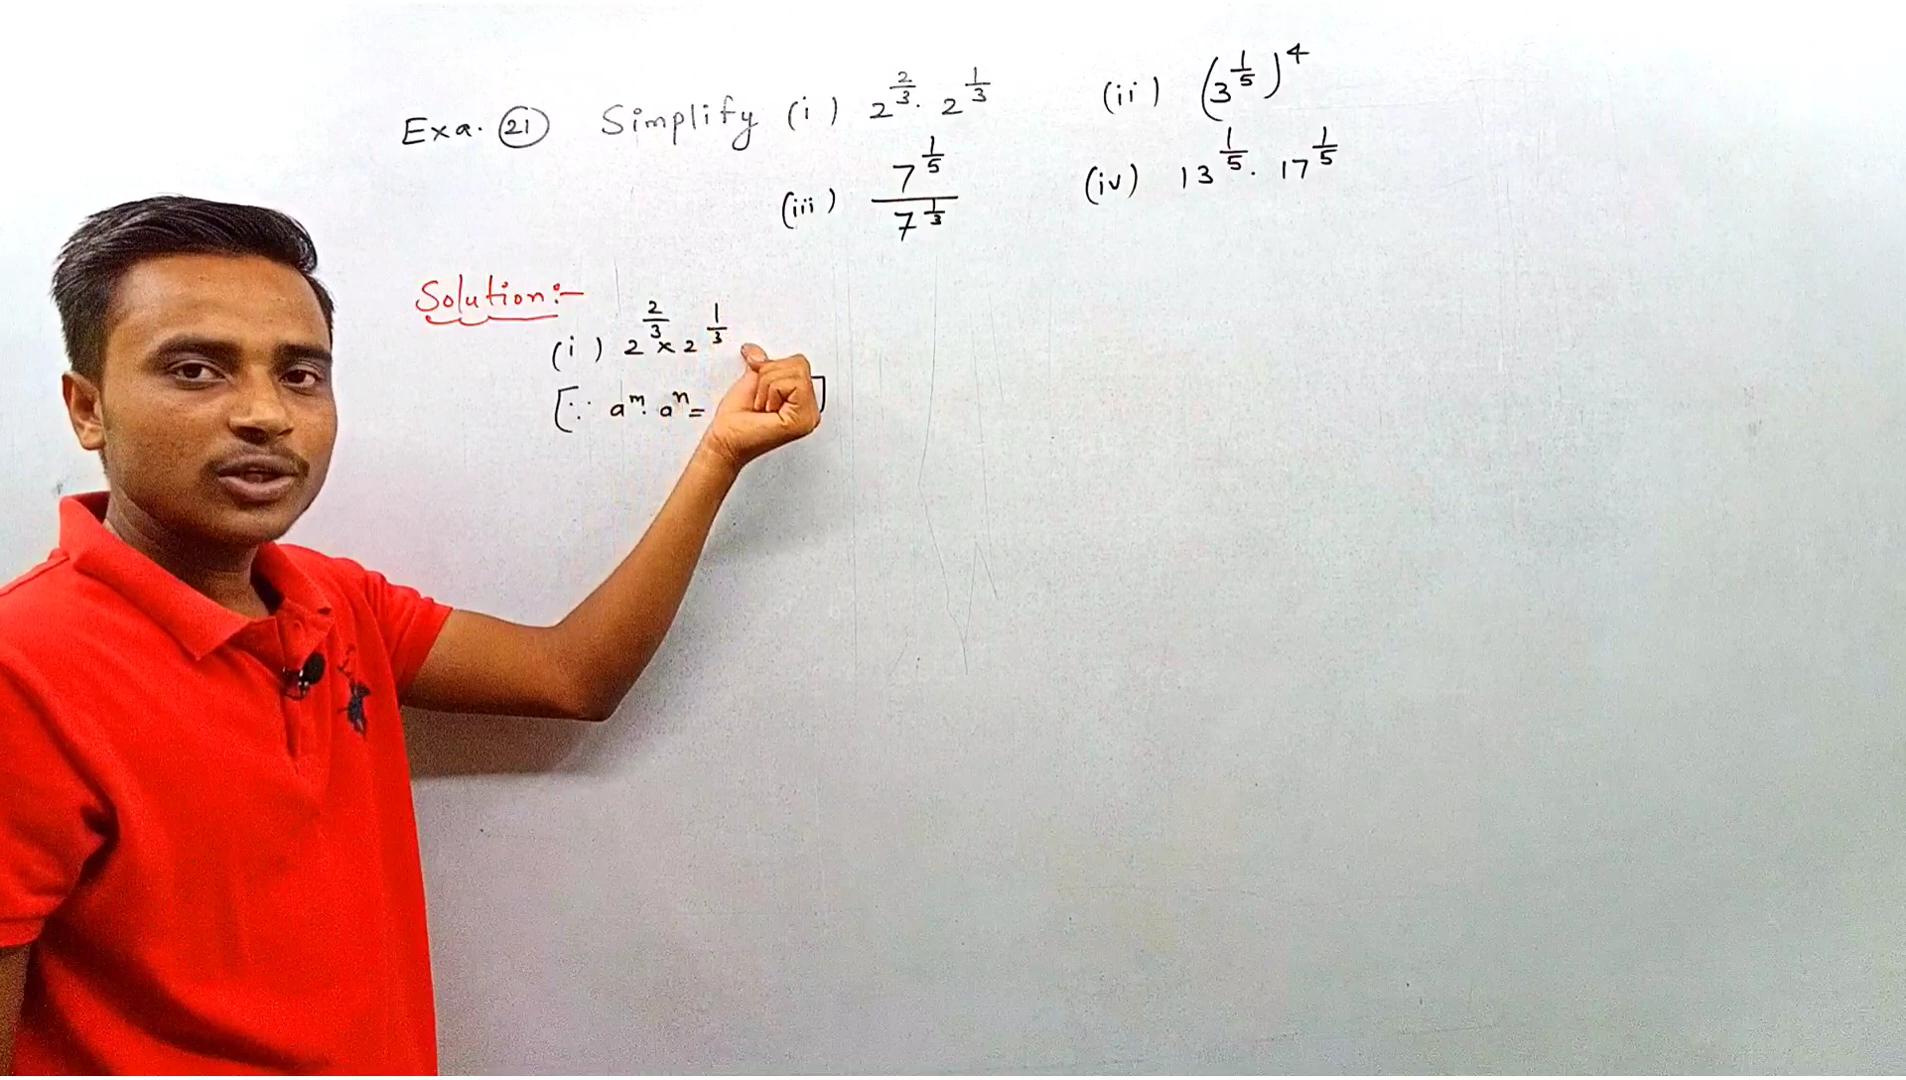 Exa. 21 Simplify (i) 2^{2/3} . 2^{1/3} (ii) (3^{1/5})^4
(iii) 7^{1/5} / 7^{1/3} (iv) 13^{1/5} . 17^{1/5}
Solution:-
(i) 2^{2/3} × 2^{1/3}
[∵ a^m . a^n = ]